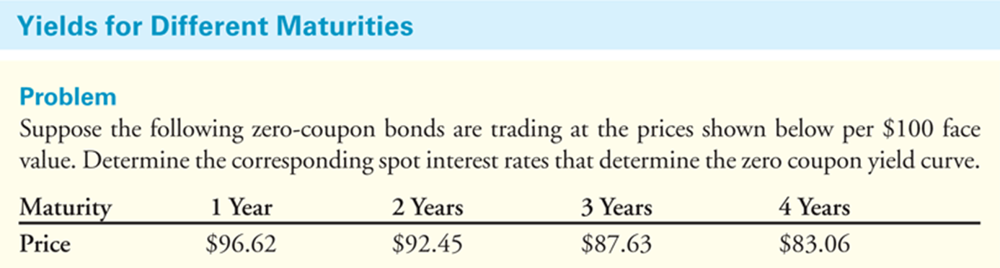 Yields for Different Maturities
Problem
Suppose the following zero-coupon bonds are trading at the prices shown below per $100 face
value. Determine the corresponding spot interest rates that determine the zero coupon yield curve.
Maturity 1 Year 2 Years 3 Years 4 Years
Price $96.62 $92.45 $87.63 $83.06